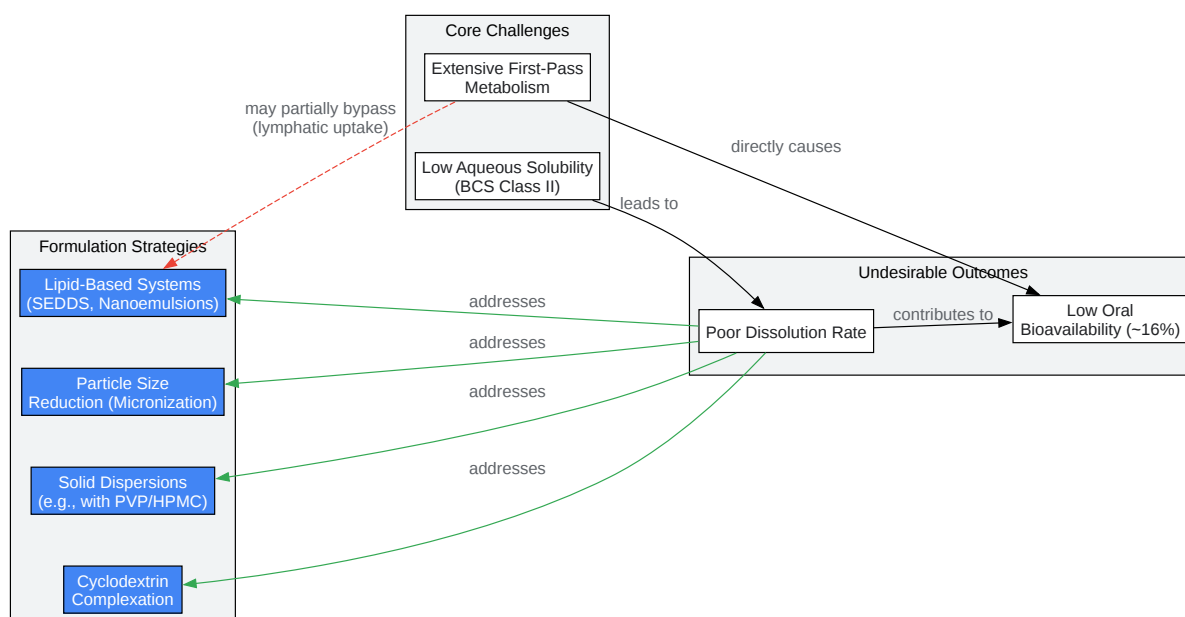 Core Challenges
Extensive First-Pass
Metabolism
may partially bypass
(lymphatic uptake)
directly causes
Low Aqueous Solubility
(BCS Class II)
leads to
Formulation Strategies
Lipid-Based Systems
(SEDDS, Nanoemulsions)
Particle Size
Reduction (Micronization)
Solid Dispersions
(e.g., with PVP/HPMC)
Cyclodextrin
Complexation
addresses
addresses
addresses
addresses
Undesirable Outcomes
Poor Dissolution Rate
contributes to
Low Oral
Bioavailability (~16%)